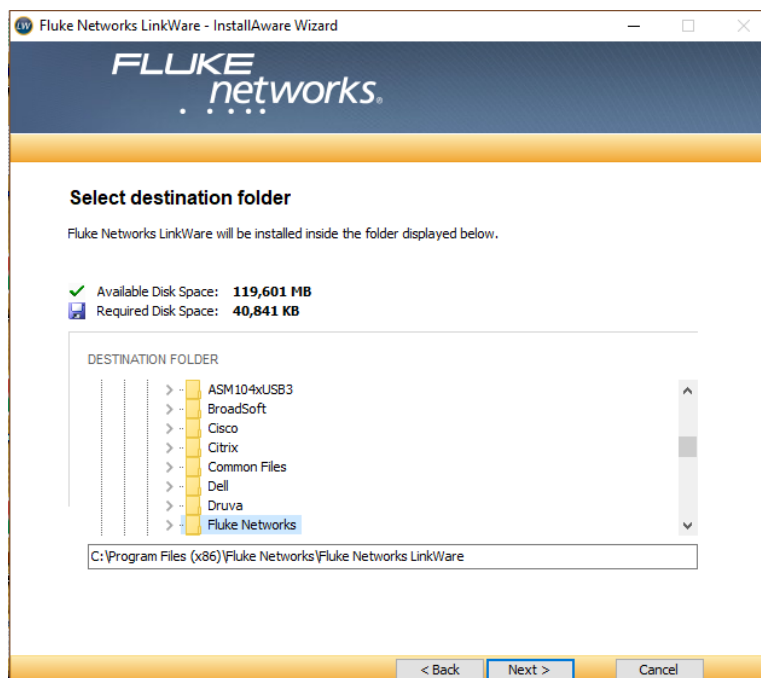 LW Fluke Networks LinkWare - InstallAware Wizard
FLUKE
networks®
Select destination folder
Fluke Networks LinkWare will be installed inside the folder displayed below.
Available Disk Space: 119,601 MB
Required Disk Space: 40,841 KB
DESTINATION FOLDER
ASM104xUSB3
BroadSoft
Cisco
Citrix
Common Files
Dell
Druva
Fluke Networks
C:\Program Files (x86)\Fluke Networks\Fluke Networks LinkWare
< Back Next > Cancel